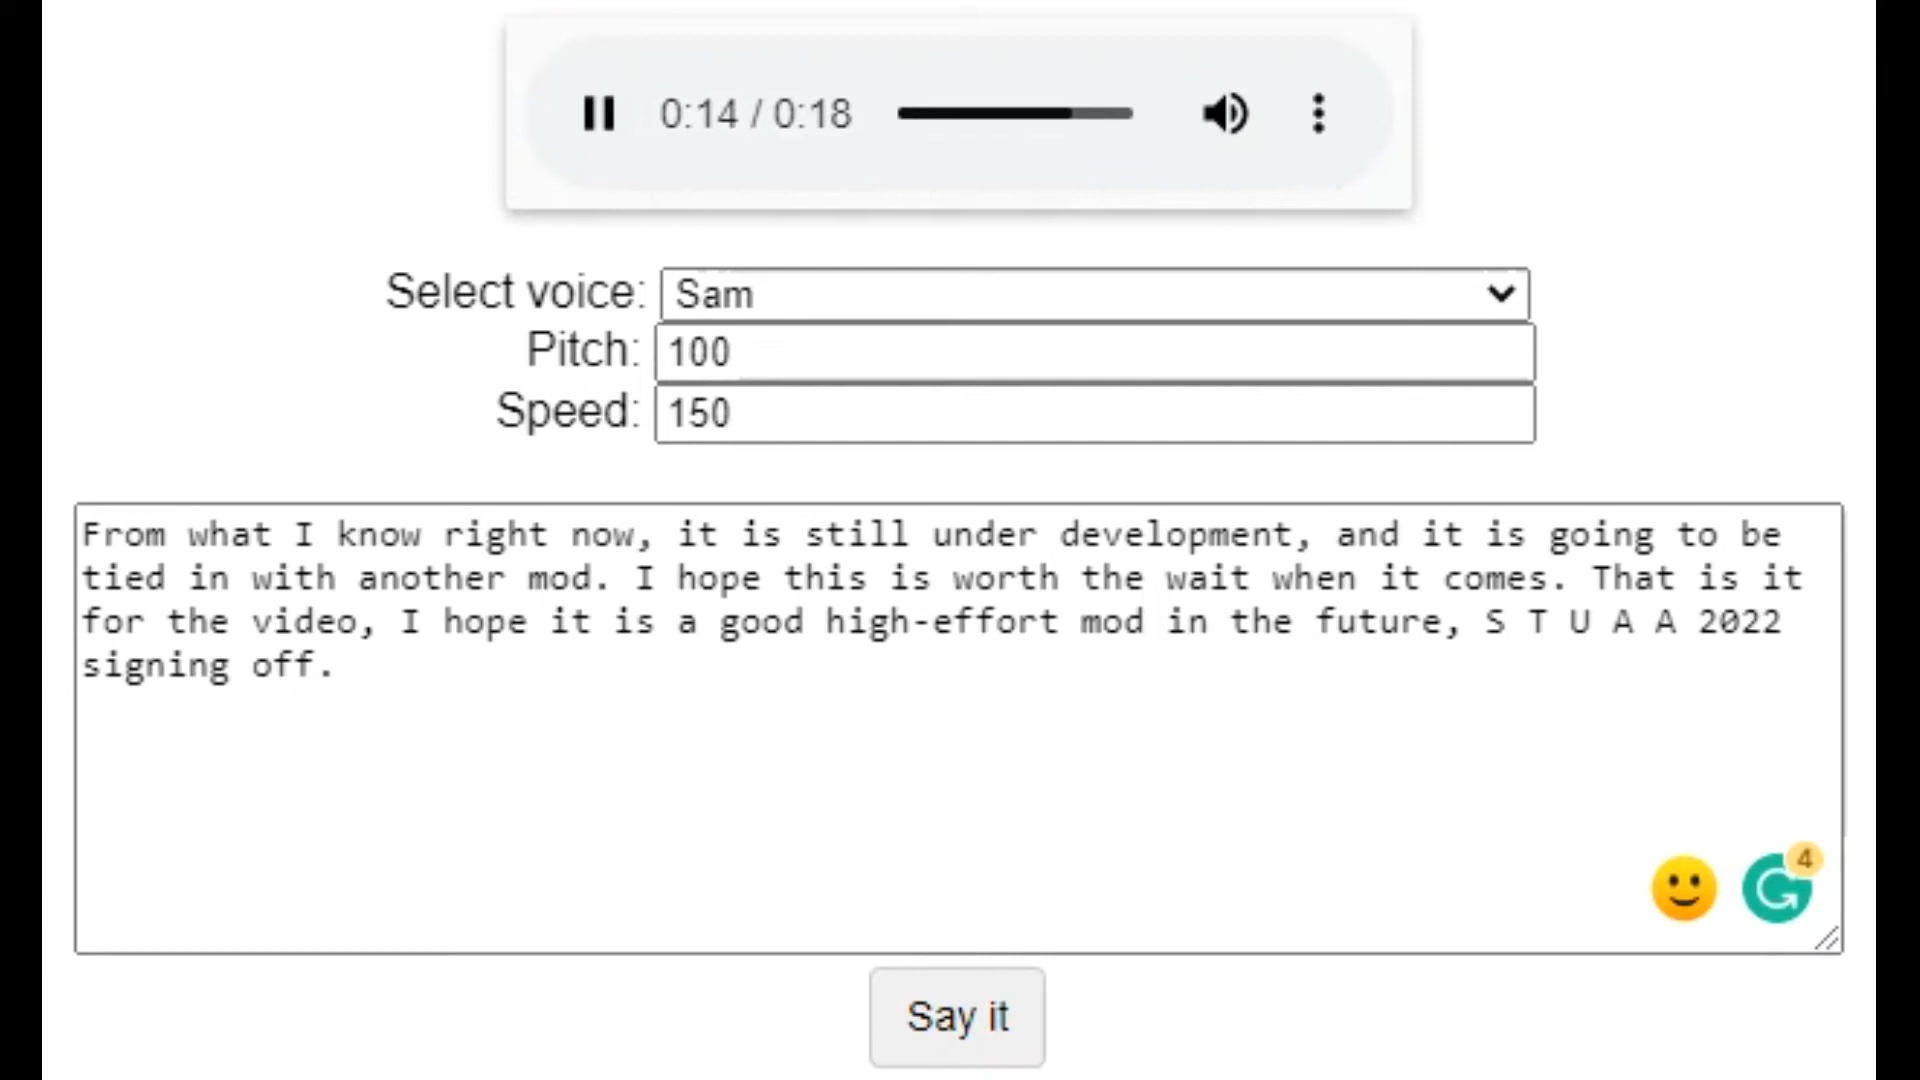 0:14 / 0:18
Select voice: Sam
Pitch: 100
Speed: 150
From what I know right now, it is still under development, and it is going to be
tied in with another mod. I hope this is worth the wait when it comes. That is it
for the video, I hope it is a good high-effort mod in the future, S T U A A 2022
signing off.
4
Say it